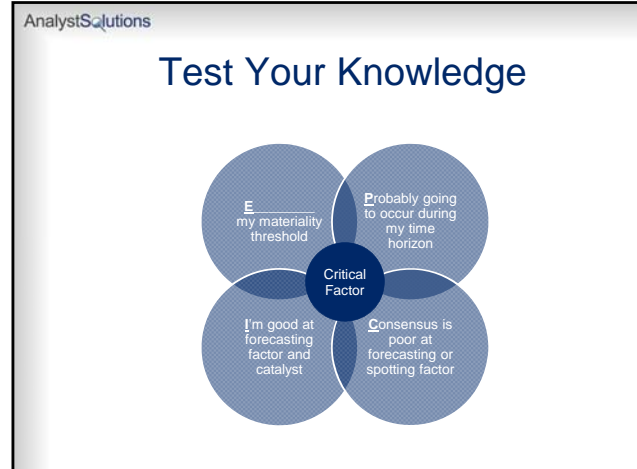 AnalystSolutions
Test Your Knowledge
E________
my materiality
threshold
Probably going
to occur during
my time
horizon
Critical
Factor
I'm good at
forecasting
factor and
catalyst
Consensus is
poor at
forecasting or
spotting factor